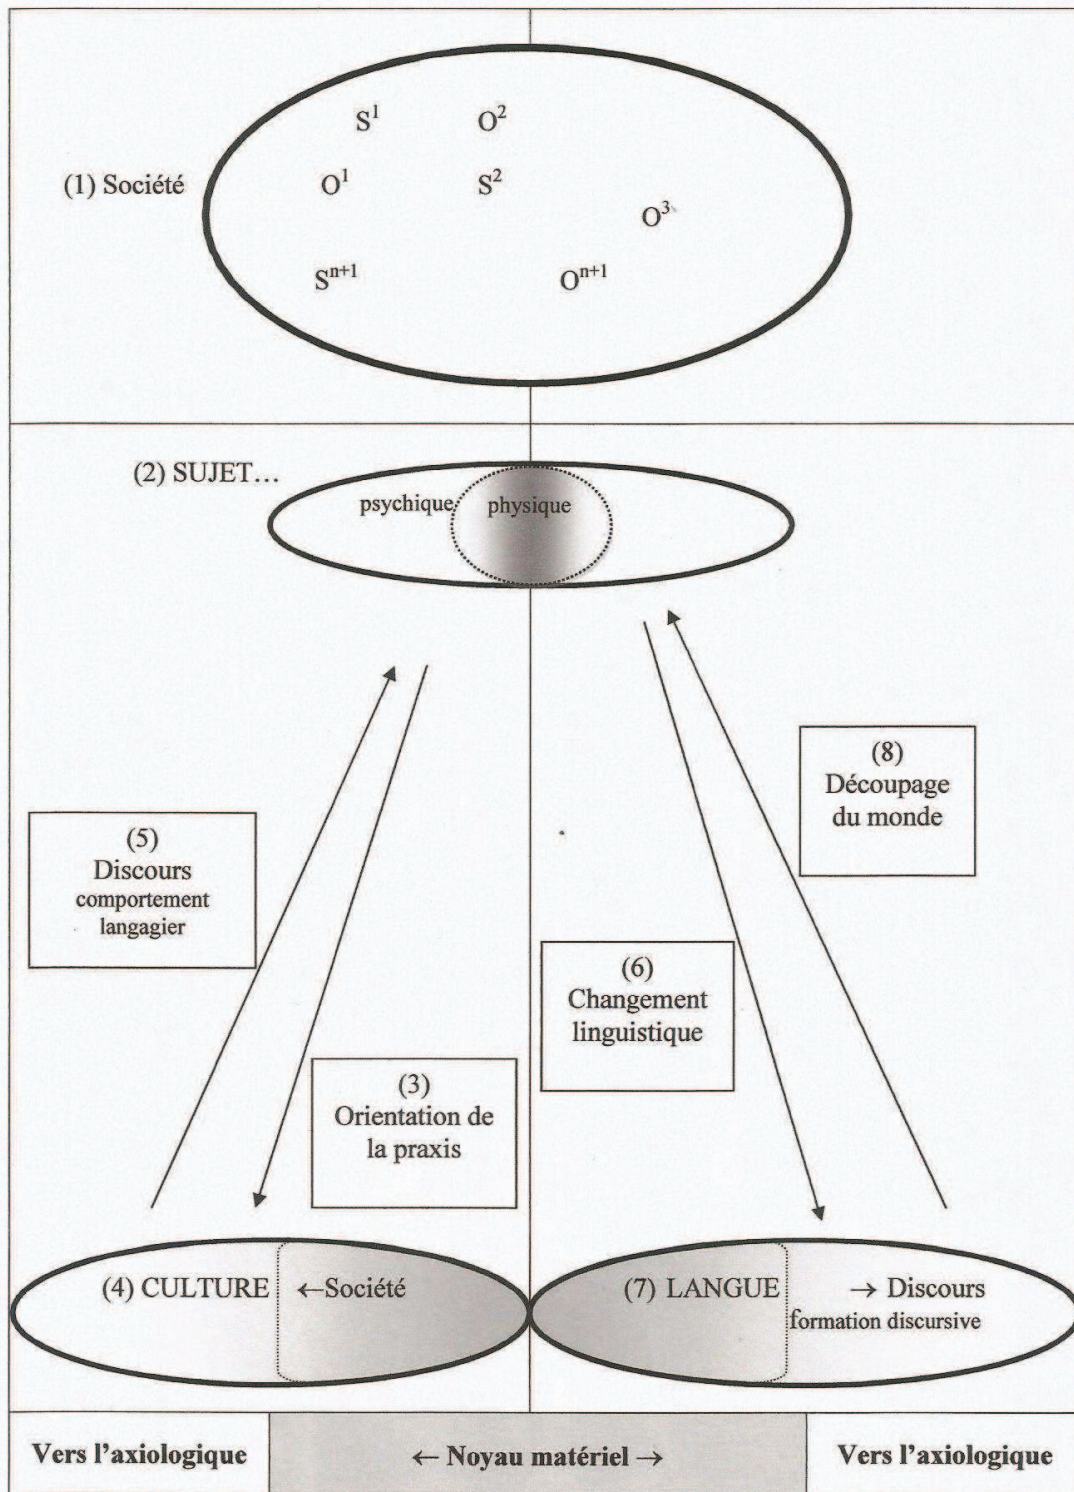 S¹ O²
(1) Société O¹ S²
O³
Sⁿ⁺¹ Oⁿ⁺¹
(2) SUJET…
psychique physique
(8)
Découpage
du monde
(5)
Discours
comportement
langagier
(6)
Changement
linguistique
(3)
Orientation de
la praxis
(4) CULTURE ←Société (7) LANGUE → Discours
formation discursive
Vers l'axiologique ← Noyau matériel → Vers l'axiologique